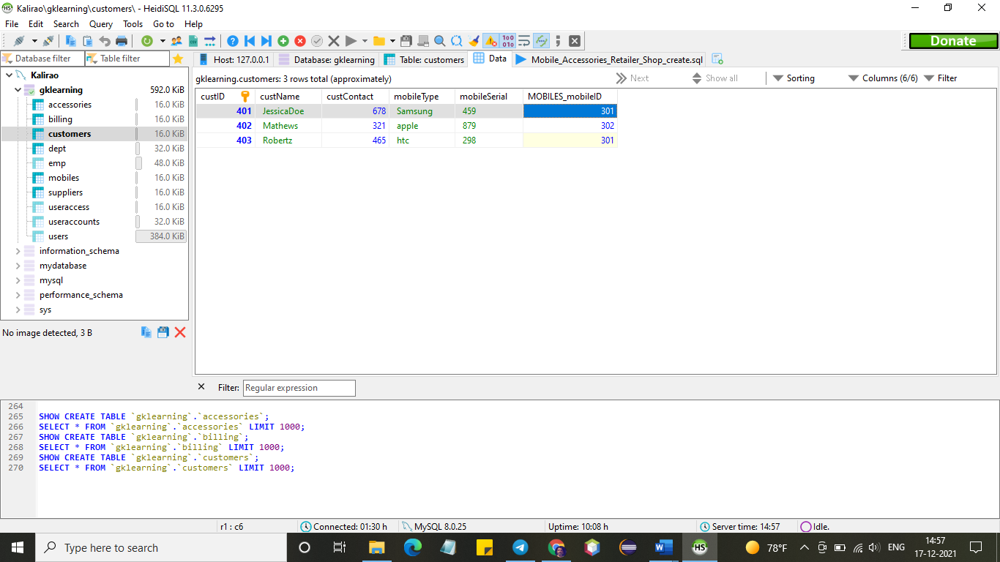 Kalirao\gklearning\customers\ - HeidiSQL 11.3.0.6295
File Edit Search Query Tools Go to Help
Donate
Database filter Table filter Host: 127.0.0.1 Database: gklearning Table: customers Data Mobile_Accessories_Retailer_Shop_create.sql
Kalirao
gklearning 592.0 KiB
accessories 16.0 KiB
billing 16.0 KiB
customers 16.0 KiB
dept 32.0 KiB
emp 48.0 KiB
mobiles 16.0 KiB
suppliers 16.0 KiB
useraccess 16.0 KiB
useraccounts 32.0 KiB
users 384.0 KiB
information_schema
mydatabase
mysql
performance_schema
sys
No image detected, 3 B
gklearning.customers: 3 rows total (approximately) Next Show all Sorting Columns (6/6) Filter
custID custName custContact mobileType mobileSerial MOBILES_mobileID
401 JessicaDoe 678 Samsung 459 301
402 Mathews 321 apple 879 302
403 Robertz 465 htc 298 301
Filter: Regular expression
264
265 SHOW CREATE TABLE `gklearning`.`accessories`;
266 SELECT * FROM `gklearning`.`accessories` LIMIT 1000;
267 SHOW CREATE TABLE `gklearning`.`billing`;
268 SELECT * FROM `gklearning`.`billing` LIMIT 1000;
269 SHOW CREATE TABLE `gklearning`.`customers`;
270 SELECT * FROM `gklearning`.`customers` LIMIT 1000;
r1 : c6 Connected: 01:30 h MySQL 8.0.25 Uptime: 10:08 h Server time: 14:57 Idle.
Type here to search HS 78°F ENG 14:57
17-12-2021